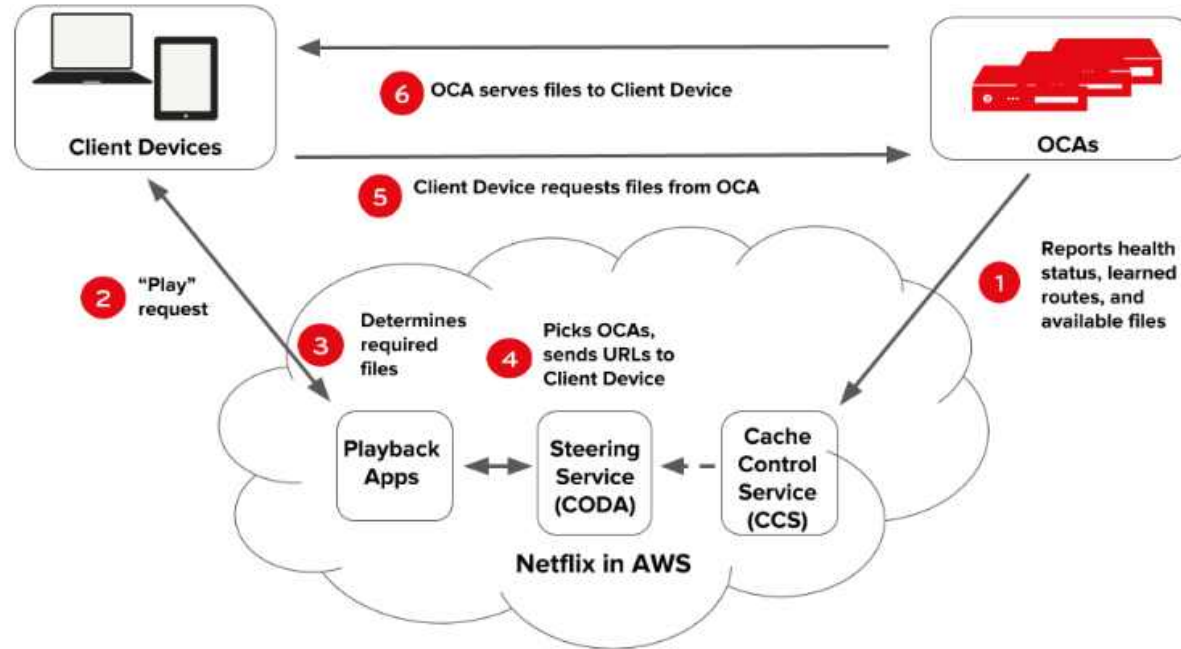 6
OCA serves files to Client Device
Client Devices
OCAs
5
Client Device requests files from OCA
1
Reports health
status, learned
routes, and
available files
2
“Play”
request
3
Determines
required
files
4
Picks OCAs,
sends URLs to
Client Device
Playback
Apps
Steering
Service
(CODA)
Cache
Control
Service
(CCS)
Netflix in AWS